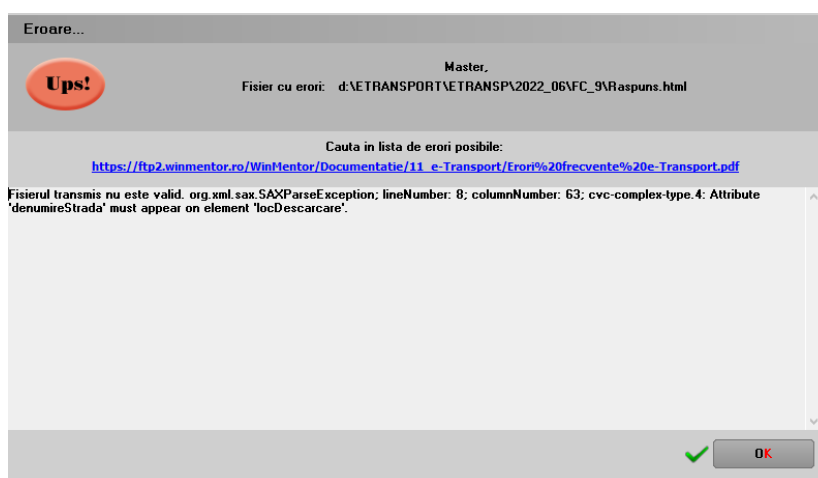 Eroare...
Ups!
Master,
Fisier cu erori: d:\ETRANSPORT\ETRANSP\2022_06\FC_9\Raspuns.html
Cauta in lista de erori posibile:
https://ftp2.winmentor.ro/WinMentor/Documentatie/11_e-Transport/Erori%20frecvente%20e-Transport.pdf
Fisierul transmis nu este valid. org.xml.sax.SAXParseException; lineNumber: 8; columnNumber: 63; cvc-complex-type.4: Attribute
'denumireStrada' must appear on element 'locDescarcare'.
OK